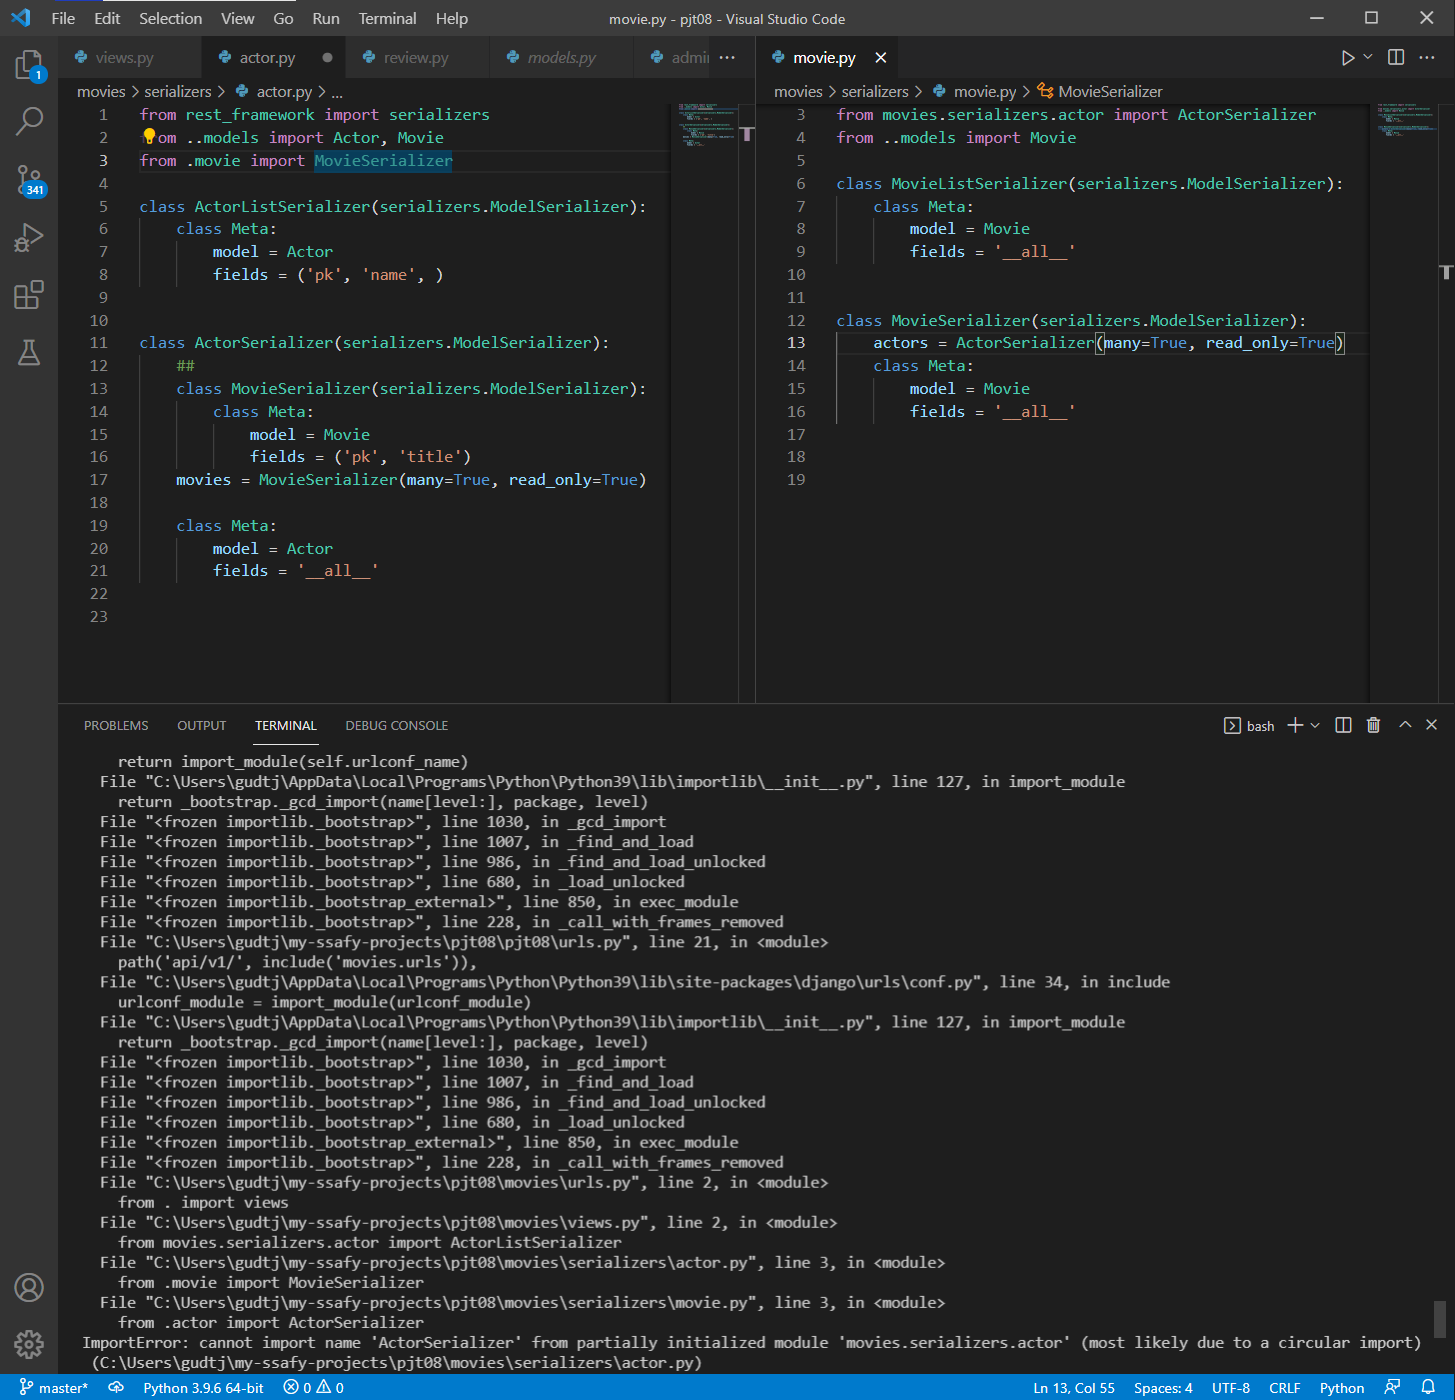 File Edit Selection View Go Run Terminal Help
movie.py - pjt08 - Visual Studio Code
views.py actor.py review.py models.py admi ···
movies > serializers > actor.py > ...
1 from rest_framework import serializers
2 om ..models import Actor, Movie
3 from .movie import MovieSerializer
4
5 class ActorListSerializer(serializers.ModelSerializer):
6 class Meta:
7 model = Actor
8 fields = ('pk', 'name', )
9
10
11 class ActorSerializer(serializers.ModelSerializer):
12 ##
13 class MovieSerializer(serializers.ModelSerializer):
14 class Meta:
15 model = Movie
16 fields = ('pk', 'title')
17 movies = MovieSerializer(many=True, read_only=True)
18
19 class Meta:
20 model = Actor
21 fields = '__all__'
22
23
movie.py
movies > serializers > movie.py > MovieSerializer
3 from movies.serializers.actor import ActorSerializer
4 from ..models import Movie
5
6 class MovieListSerializer(serializers.ModelSerializer):
7 class Meta:
8 model = Movie
9 fields = '__all__'
10
11
12 class MovieSerializer(serializers.ModelSerializer):
13 actors = ActorSerializer(many=True, read_only=True)
14 class Meta:
15 model = Movie
16 fields = '__all__'
17
18
19
1
341
PROBLEMS OUTPUT TERMINAL DEBUG CONSOLE
bash
return import_module(self.urlconf_name)
File "C:\Users\gudtj\AppData\Local\Programs\Python\Python39\lib\importlib\__init__.py", line 127, in import_module
return _bootstrap._gcd_import(name[level:], package, level)
File "<frozen importlib._bootstrap>", line 1030, in _gcd_import
File "<frozen importlib._bootstrap>", line 1007, in _find_and_load
File "<frozen importlib._bootstrap>", line 986, in _find_and_load_unlocked
File "<frozen importlib._bootstrap>", line 680, in _load_unlocked
File "<frozen importlib._bootstrap_external>", line 850, in exec_module
File "<frozen importlib._bootstrap>", line 228, in _call_with_frames_removed
File "C:\Users\gudtj\my-ssafy-projects\pjt08\pjt08\urls.py", line 21, in <module>
path('api/v1/', include('movies.urls')),
File "C:\Users\gudtj\AppData\Local\Programs\Python\Python39\lib\site-packages\django\urls\conf.py", line 34, in include
urlconf_module = import_module(urlconf_module)
File "C:\Users\gudtj\AppData\Local\Programs\Python\Python39\lib\importlib\__init__.py", line 127, in import_module
return _bootstrap._gcd_import(name[level:], package, level)
File "<frozen importlib._bootstrap>", line 1030, in _gcd_import
File "<frozen importlib._bootstrap>", line 1007, in _find_and_load
File "<frozen importlib._bootstrap>", line 986, in _find_and_load_unlocked
File "<frozen importlib._bootstrap>", line 680, in _load_unlocked
File "<frozen importlib._bootstrap_external>", line 850, in exec_module
File "<frozen importlib._bootstrap>", line 228, in _call_with_frames_removed
File "C:\Users\gudtj\my-ssafy-projects\pjt08\movies\urls.py", line 2, in <module>
from . import views
File "C:\Users\gudtj\my-ssafy-projects\pjt08\movies\views.py", line 2, in <module>
from movies.serializers.actor import ActorListSerializer
File "C:\Users\gudtj\my-ssafy-projects\pjt08\movies\serializers\actor.py", line 3, in <module>
from .movie import MovieSerializer
File "C:\Users\gudtj\my-ssafy-projects\pjt08\movies\serializers\movie.py", line 3, in <module>
from .actor import ActorSerializer
ImportError: cannot import name 'ActorSerializer' from partially initialized module 'movies.serializers.actor' (most likely due to a circular import)
(C:\Users\gudtj\my-ssafy-projects\pjt08\movies\serializers\actor.py)
master* Python 3.9.6 64-bit 0 0 Ln 13, Col 55 Spaces: 4 UTF-8 CRLF Python